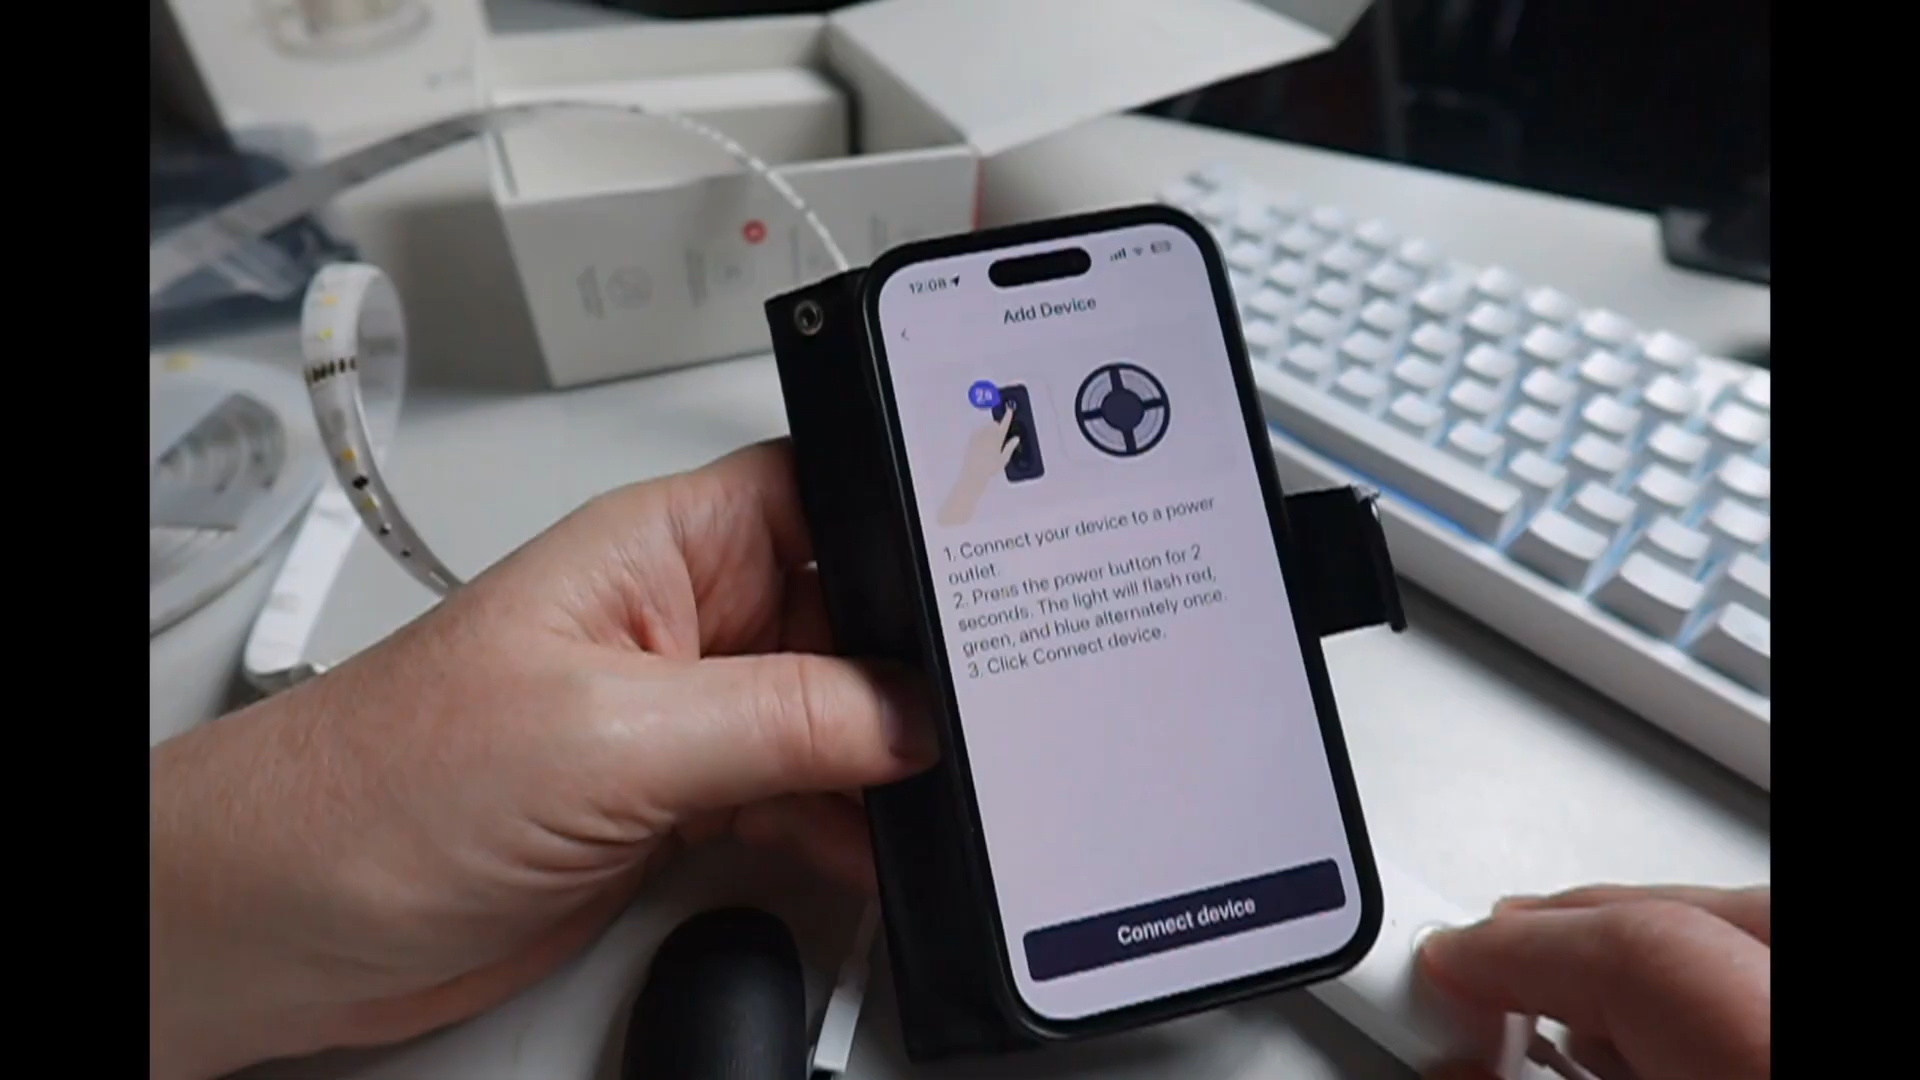 12:08
Add Device
2s
1. Connect your device to a power
outlet.
2. Press the power button for 2
seconds. The light will flash red,
green, and blue alternately once.
3. Click Connect device.
Connect device